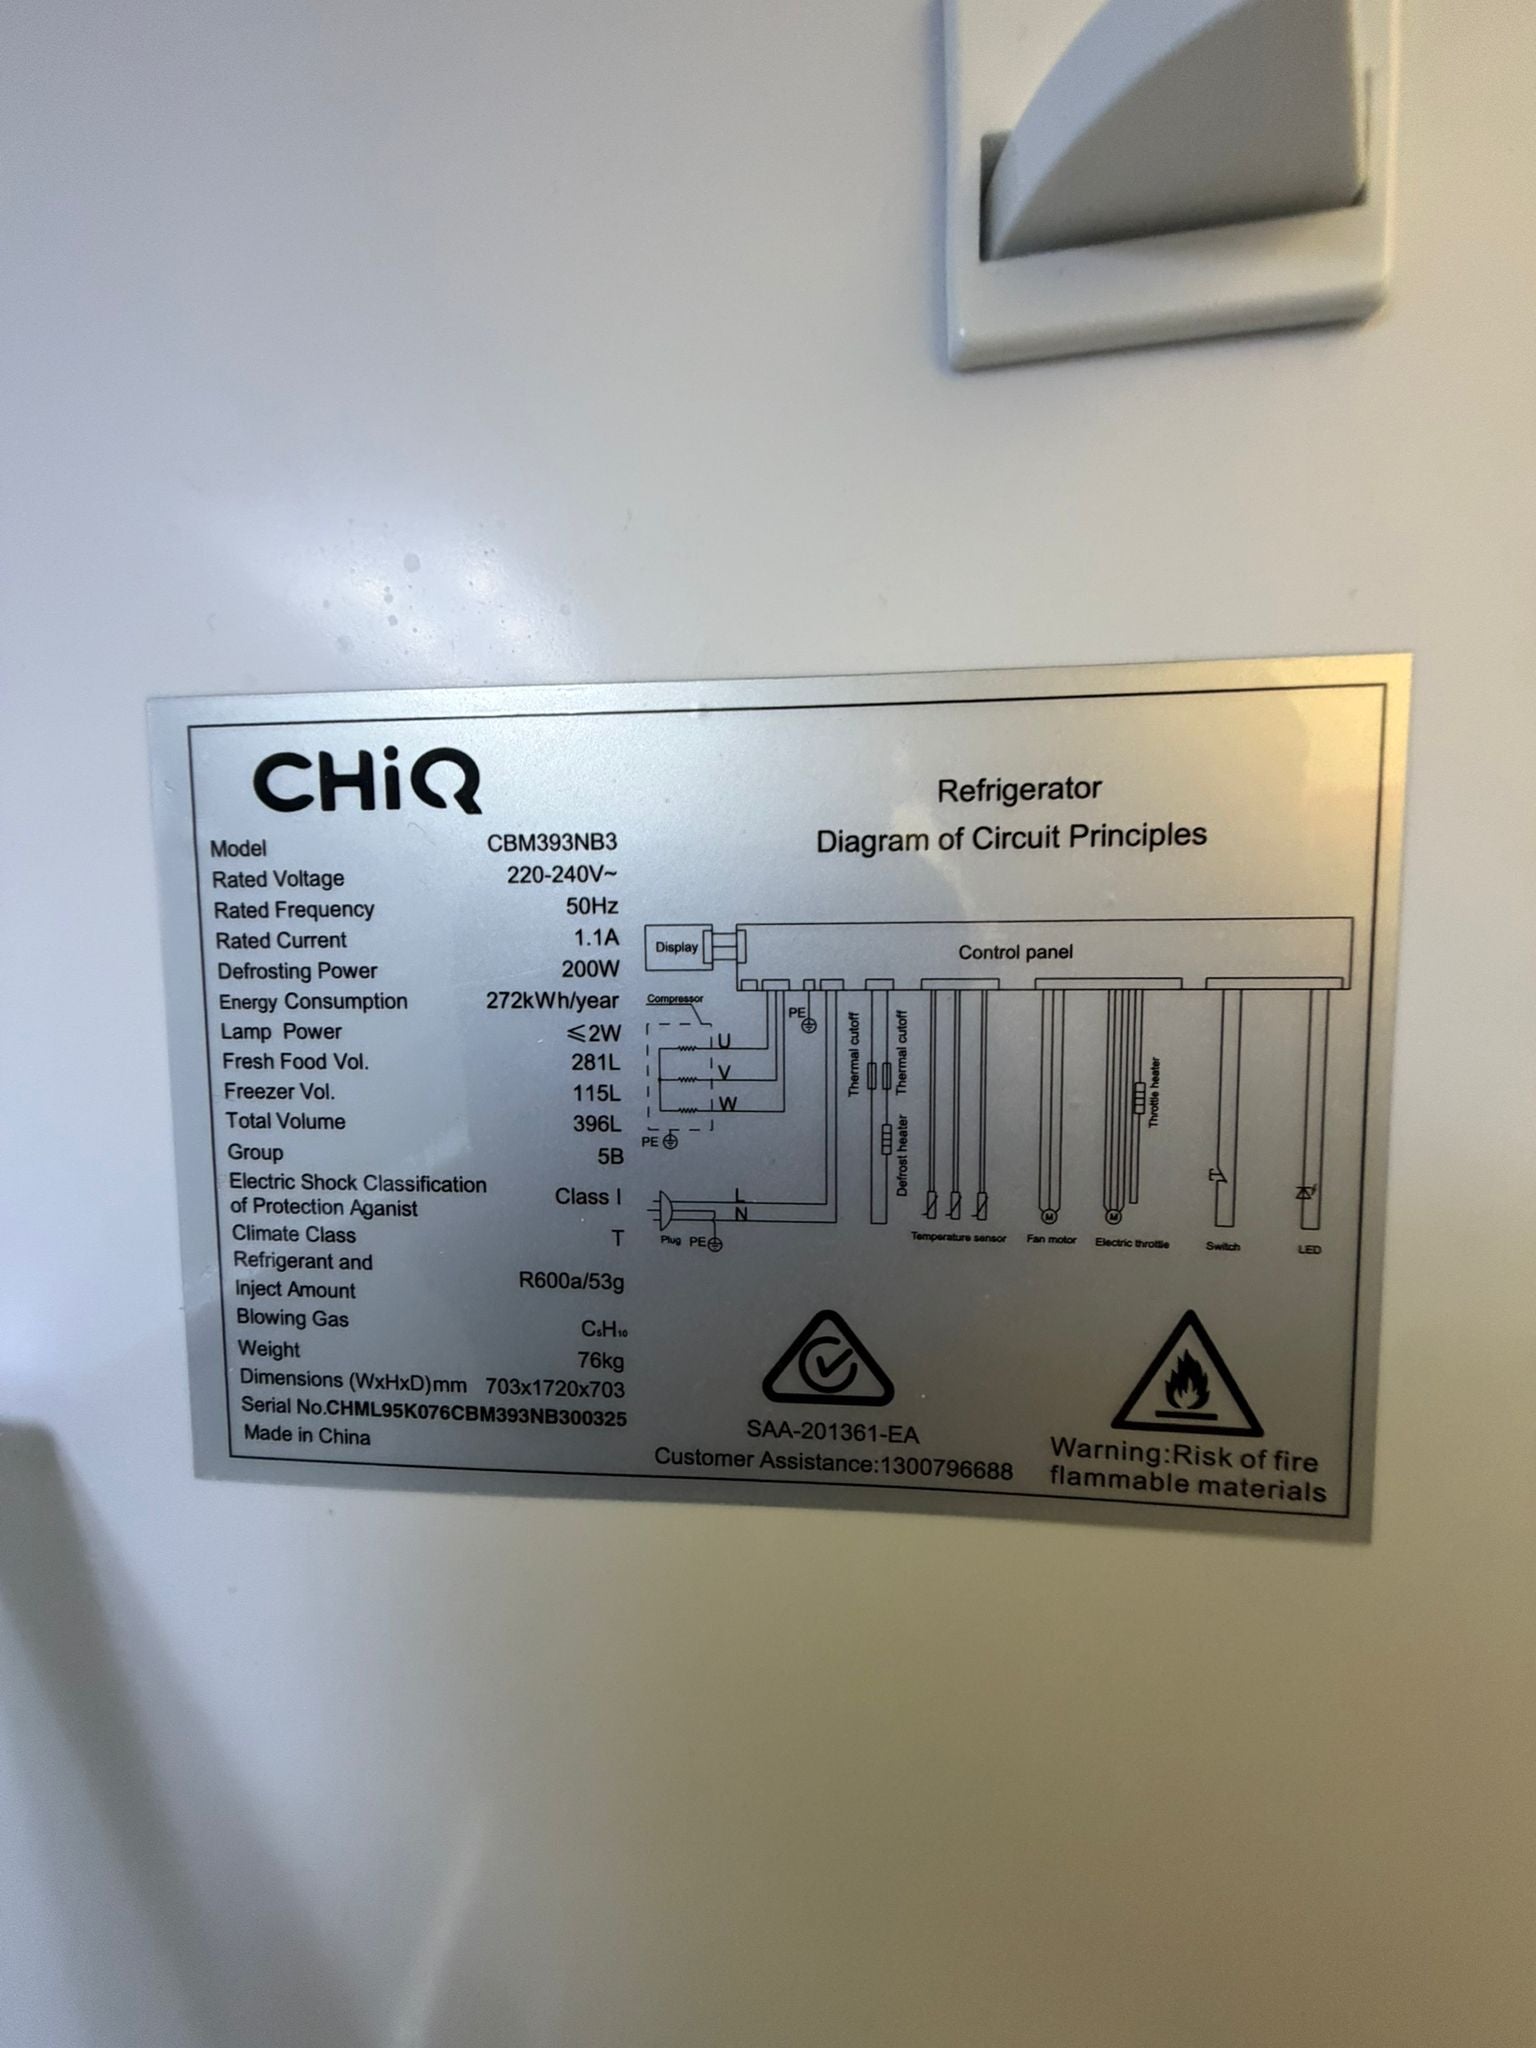 CHiQ
Model CBM393NB3
Rated Voltage 220-240V~
Rated Frequency 50Hz
Rated Current 1.1A
Defrosting Power 200W
Energy Consumption 272kWh/year
Lamp Power ≤2W
Fresh Food Vol. 281L
Freezer Vol. 115L
Total Volume 396L
Group 5B
Electric Shock Classification
of Protection Aganist Class I
Climate Class T
Refrigerant and
Inject Amount R600a/53g
Blowing Gas C₅H₁₀
Weight 76kg
Dimensions (WxHxD)mm 703x1720x703
Serial No.CHML95K076CBM393NB300325
Made in China
Refrigerator
Diagram of Circuit Principles
Display
Control panel
Compressor
U
V
W
PE
PE
L
N
Plug PE
Thermal cutoff
Thermal cutoff
Defrost heater
Throttle heater
Temperature sensor
M
Fan motor
M
Electric throttle
Switch
LED
SAA-201361-EA
Customer Assistance:1300796688
Warning:Risk of fire
flammable materials